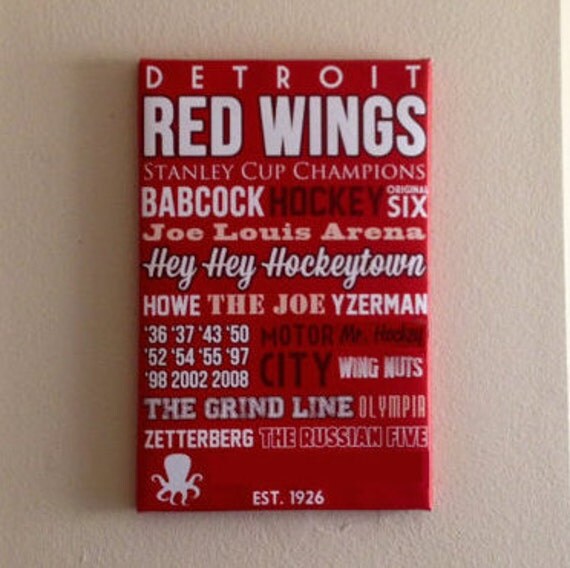 DETROIT
RED WINGS
STANLEY CUP CHAMPIONS
BABCOCK HOCKEY ORIGINAL SIX
Joe Louis Arena
Hey Hey Hockeytown
HOWE THE JOE YZERMAN
'36 '37 '43 '50 MOTOR Mr. Hockey
'52 '54 '55 '97 CITY WING NUTS
'98 2002 2008
THE GRIND LINE OLYMPIA
ZETTERBERG THE RUSSIAN FIVE
EST. 1926